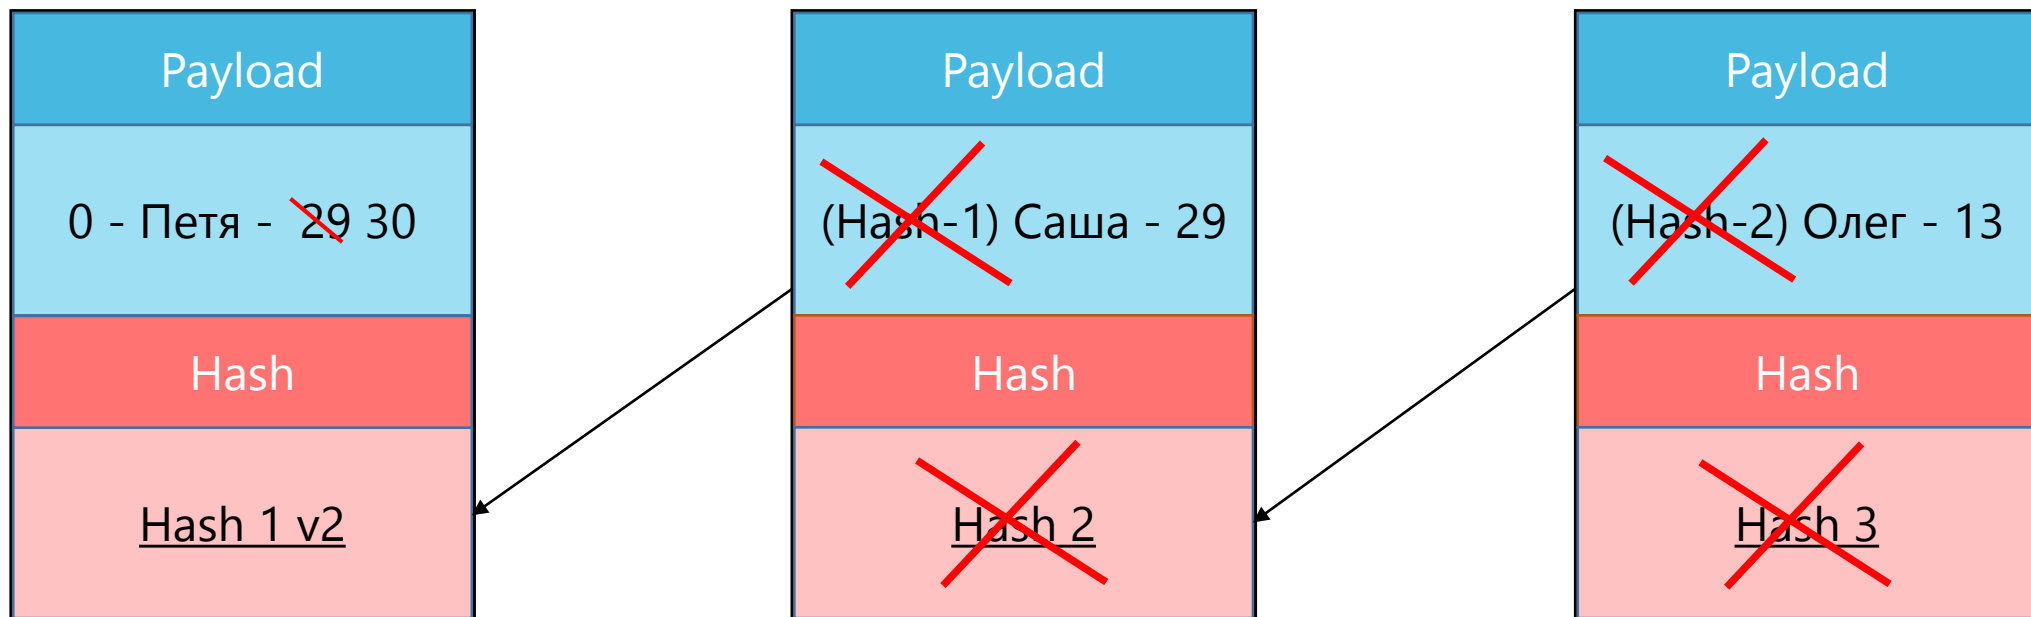 Payload
0 - Петя - 29 30
Hash
Hash 1 v2
Payload
(Hash-1) Саша - 29
Hash
Hash 2
Payload
(Hash-2) Олег - 13
Hash
Hash 3